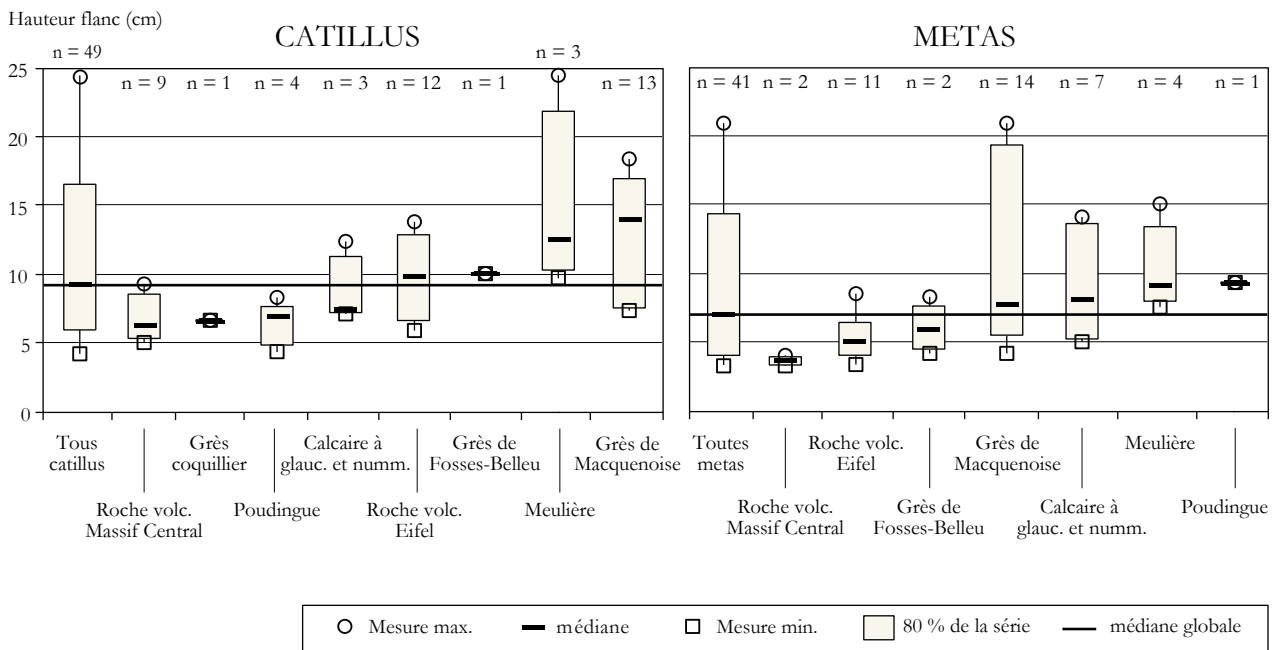 Hauteur flanc (cm)
CATILLUS
METAS
n = 49
n = 3
n = 9
n = 1
n = 4
n = 3
n = 12
n = 1
n = 13
n = 41
n = 2
n = 11
n = 2
n = 14
n = 7
n = 4
n = 1
25
20
15
10
5
0
Tous
catillus
Roche volc.
Massif Central
Grès
coquillier
Poudingue
Calcaire à
glauc. et numm.
Roche volc.
Eifel
Grès de
Fosses-Belleu
Meulière
Grès de
Macquenoise
Toutes
metas
Roche volc.
Massif Central
Roche volc.
Eifel
Grès de
Fosses-Belleu
Grès de
Macquenoise
Calcaire à
glauc. et numm.
Meulière
Poudingue
Mesure max.
médiane
Mesure min.
80 % de la série
médiane globale